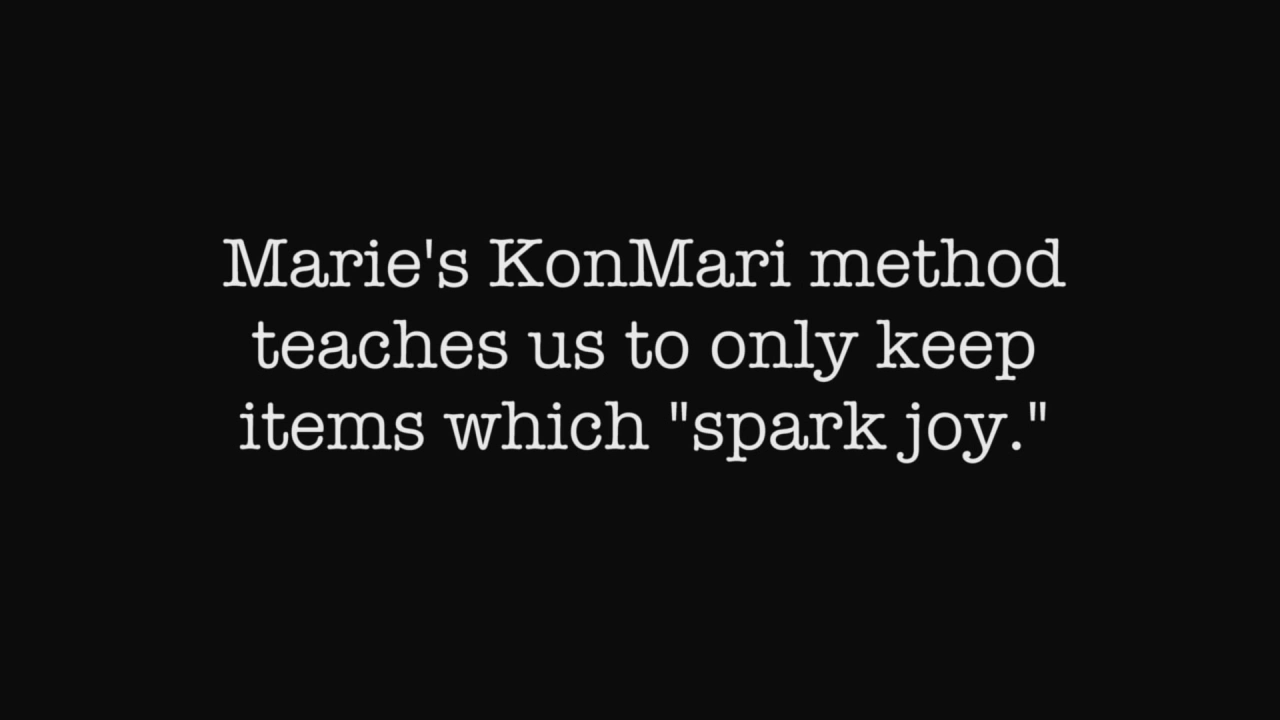 Marie's KonMari method
teaches us to only keep
items which "spark joy."